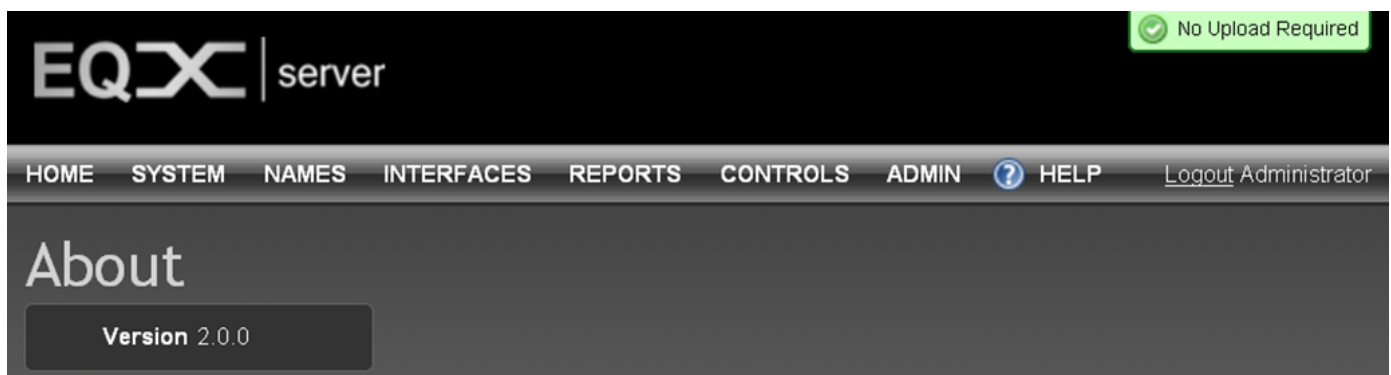 No Upload Required
EQX server
HOME SYSTEM NAMES INTERFACES REPORTS CONTROLS ADMIN ? HELP Logout Administrator
About
Version 2.0.0